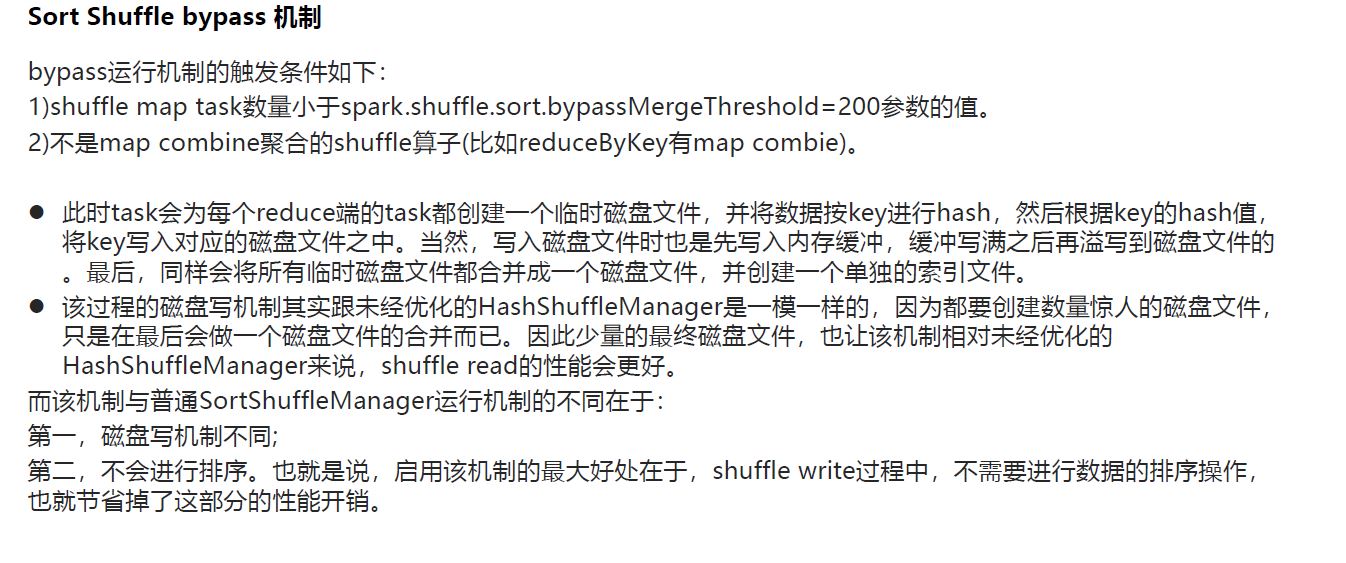 Sort Shuffle bypass 机制
bypass运行机制的触发条件如下：
1)shuffle map task数量小于spark.shuffle.sort.bypassMergeThreshold=200参数的值。
2)不是map combine聚合的shuffle算子(比如reduceByKey有map combie)。
● 此时task会为每个reduce端的task都创建一个临时磁盘文件，并将数据按key进行hash，然后根据key的hash值，
将key写入对应的磁盘文件之中。当然，写入磁盘文件时也是先写入内存缓冲，缓冲写满之后再溢写到磁盘文件的
。最后，同样会将所有临时磁盘文件都合并成一个磁盘文件，并创建一个单独的索引文件。
● 该过程的磁盘写机制其实跟未经优化的HashShuffleManager是一模一样的，因为都要创建数量惊人的磁盘文件，
只是在最后会做一个磁盘文件的合并而已。因此少量的最终磁盘文件，也让该机制相对未经优化的
HashShuffleManager来说，shuffle read的性能会更好。
而该机制与普通SortShuffleManager运行机制的不同在于：
第一，磁盘写机制不同;
第二，不会进行排序。也就是说，启用该机制的最大好处在于，shuffle write过程中，不需要进行数据的排序操作，
也就节省掉了这部分的性能开销。